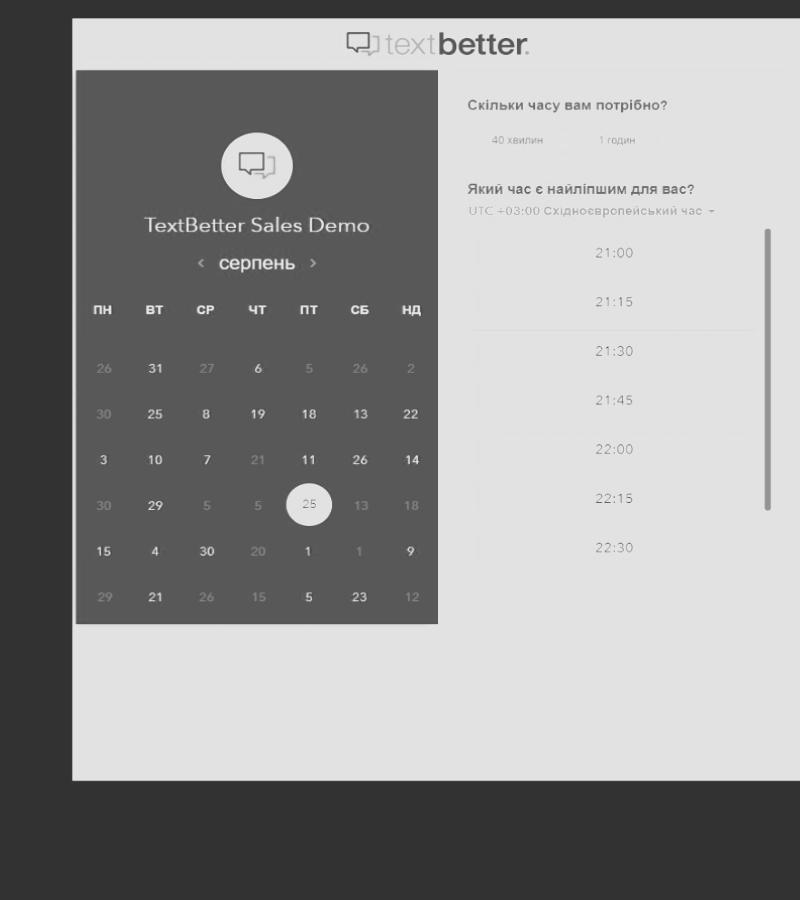 textbetter.
TextBetter Sales Demo
‹ серпень ›
ПН ВТ СР ЧТ ПТ СБ НД
26 31 27 6 5 26 2
30 25 8 19 18 13 22
3 10 7 21 11 26 14
30 29 5 5 25 13 18
15 4 30 20 1 1 9
29 21 26 15 5 23 12
Скільки часу вам потрібно?
40 хвилин 1 годин
Який час є найліпшим для вас?
UTC +03:00 Східноєвропейський час
21:00
21:15
21:30
21:45
22:00
22:15
22:30